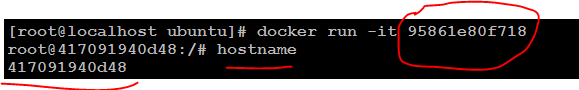 [root@localhost ubuntu]# docker run -it 95861e80f718
root@417091940d48:/# hostname
417091940d48